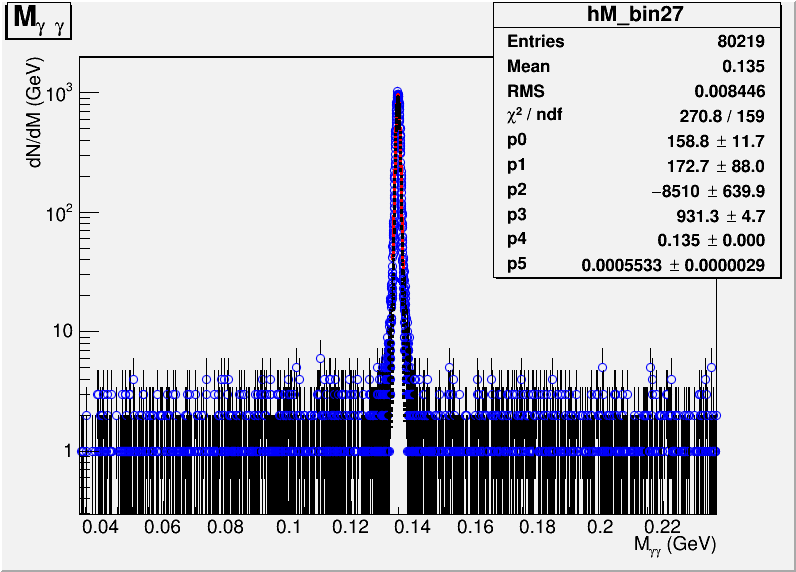 M_γ γ
hM_bin27
Entries 80219
Mean 0.135
RMS 0.008446
χ² / ndf 270.8 / 159
p0 158.8 ± 11.7
p1 172.7 ± 88.0
p2 −8510 ± 639.9
p3 931.3 ± 4.7
p4 0.135 ± 0.000
p5 0.0005533 ± 0.0000029
dN/dM (GeV)
10³
10²
10
1
0.04 0.06 0.08 0.1 0.12 0.14 0.16 0.18 0.2 0.22
M_γγ (GeV)